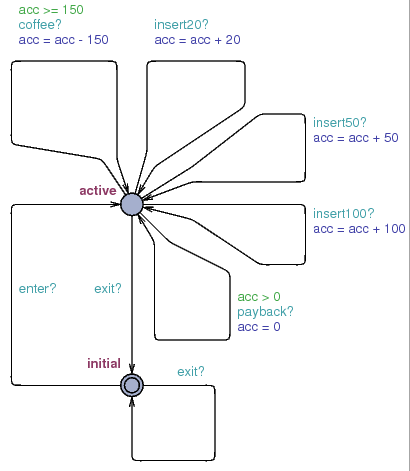 acc >= 150
coffee?
acc = acc - 150
insert20?
acc = acc + 20
insert50?
acc = acc + 50
active
insert100?
acc = acc + 100
enter?
exit?
acc > 0
payback?
acc = 0
initial
exit?